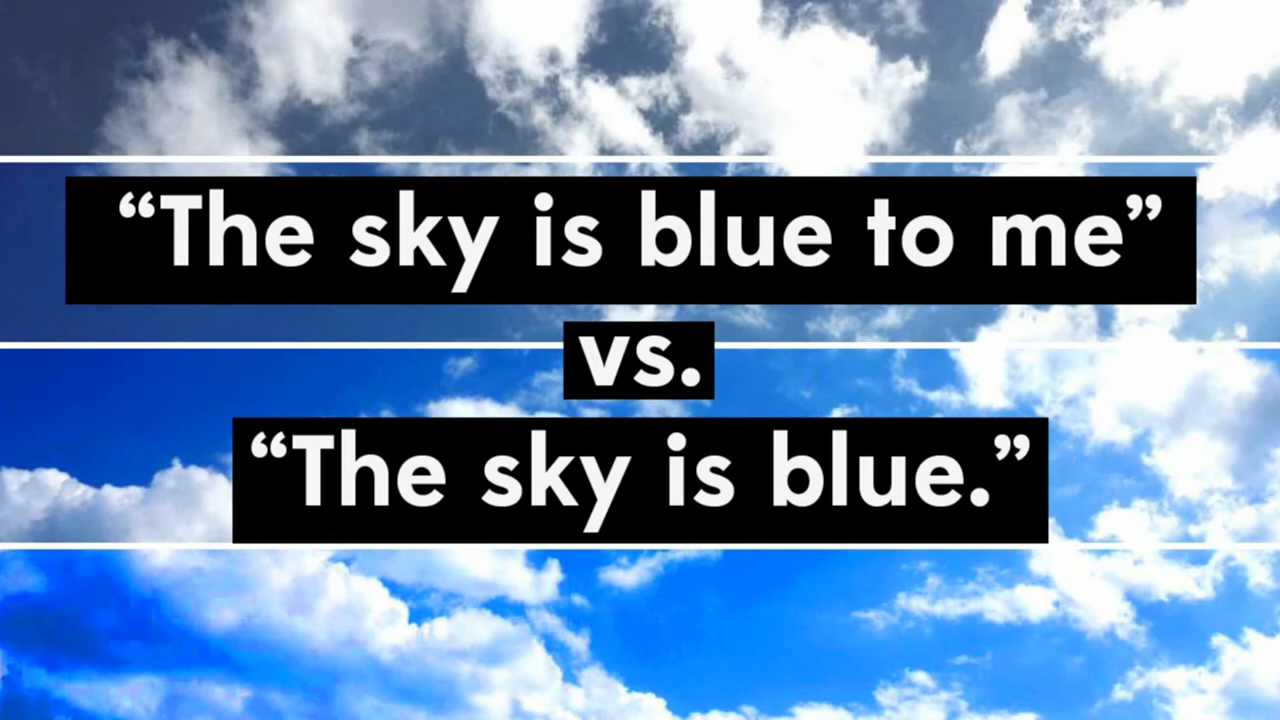 “The sky is blue to me”
vs.
“The sky is blue.”